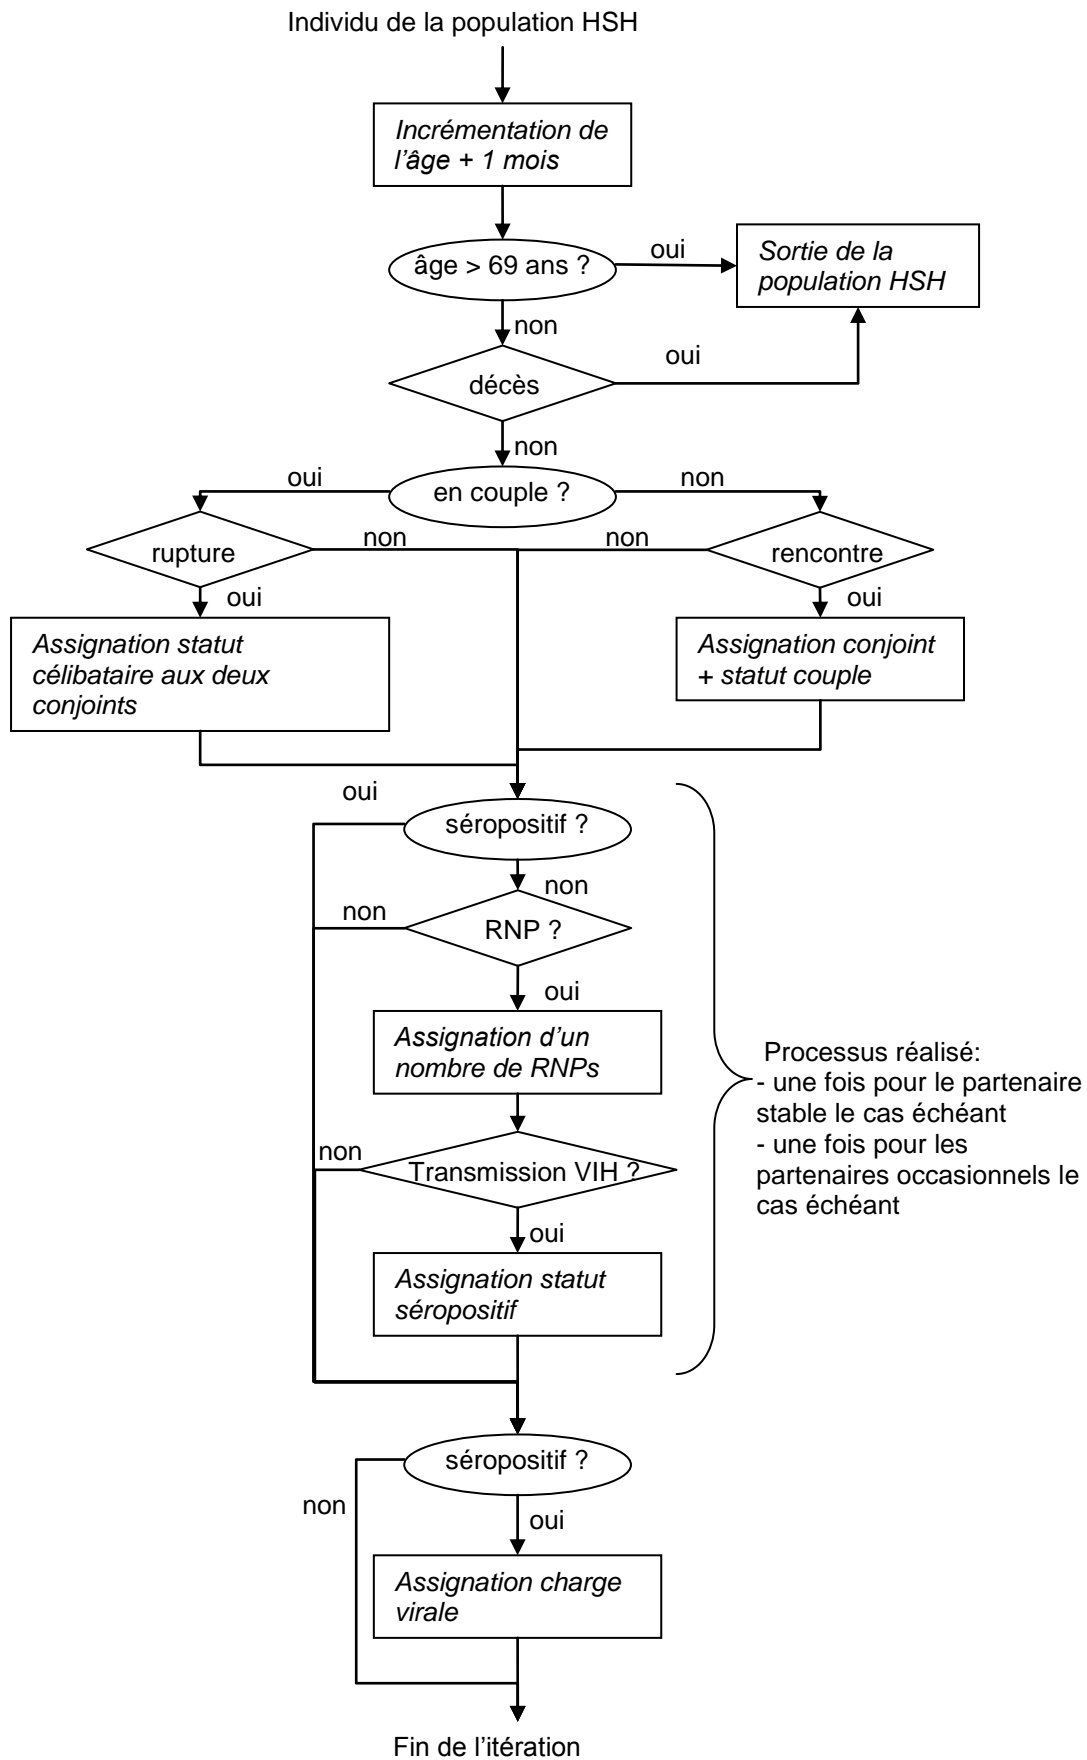 Individu de la population HSH
Incrémentation de
l’âge + 1 mois
âge > 69 ans ?
oui
Sortie de la
population HSH
non
décès
oui
non
en couple ?
oui
non
rupture
non
non
rencontre
oui
oui
Assignation statut
célibataire aux deux
conjoints
Assignation conjoint
+ statut couple
oui
séropositif ?
non
non
RNP ?
oui
Assignation d’un
nombre de RNPs
non
Transmission VIH ?
oui
Assignation statut
séropositif
Processus réalisé:
- une fois pour le partenaire
stable le cas échéant
- une fois pour les
partenaires occasionnels le
cas échéant
séropositif ?
non
oui
Assignation charge
virale
Fin de l’itération